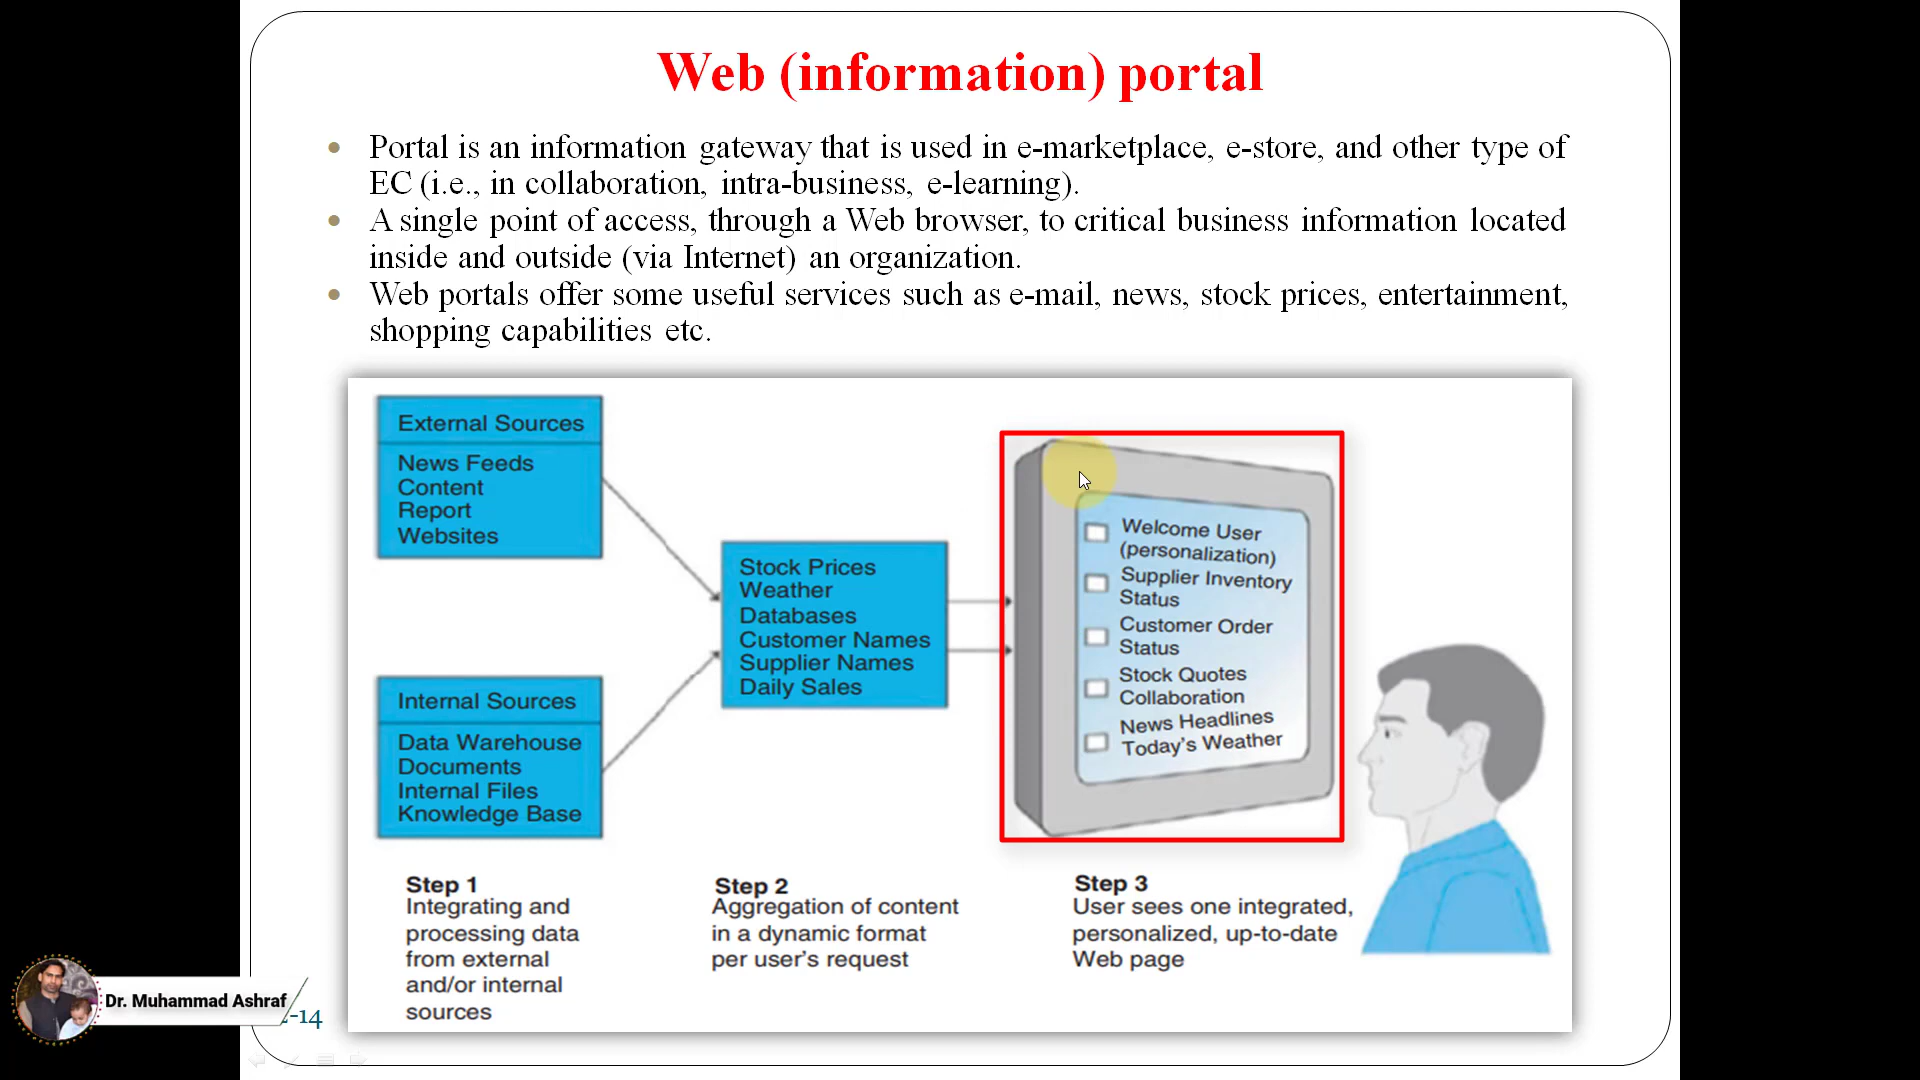 Web (information) portal
• Portal is an information gateway that is used in e-marketplace, e-store, and other type of
EC (i.e., in collaboration, intra-business, e-learning).
• A single point of access, through a Web browser, to critical business information located
inside and outside (via Internet) an organization.
• Web portals offer some useful services such as e-mail, news, stock prices, entertainment,
shopping capabilities etc.
External Sources
News Feeds
Content
Report
Websites
Internal Sources
Data Warehouse
Documents
Internal Files
Knowledge Base
Stock Prices
Weather
Databases
Customer Names
Supplier Names
Daily Sales
Welcome User
(personalization)
Supplier Inventory
Status
Customer Order
Status
Stock Quotes
Collaboration
News Headlines
Today's Weather
Step 1
Integrating and
processing data
from external
and/or internal
sources
Step 2
Aggregation of content
in a dynamic format
per user's request
Step 3
User sees one integrated,
personalized, up-to-date
Web page
Dr. Muhammad Ashraf
-14